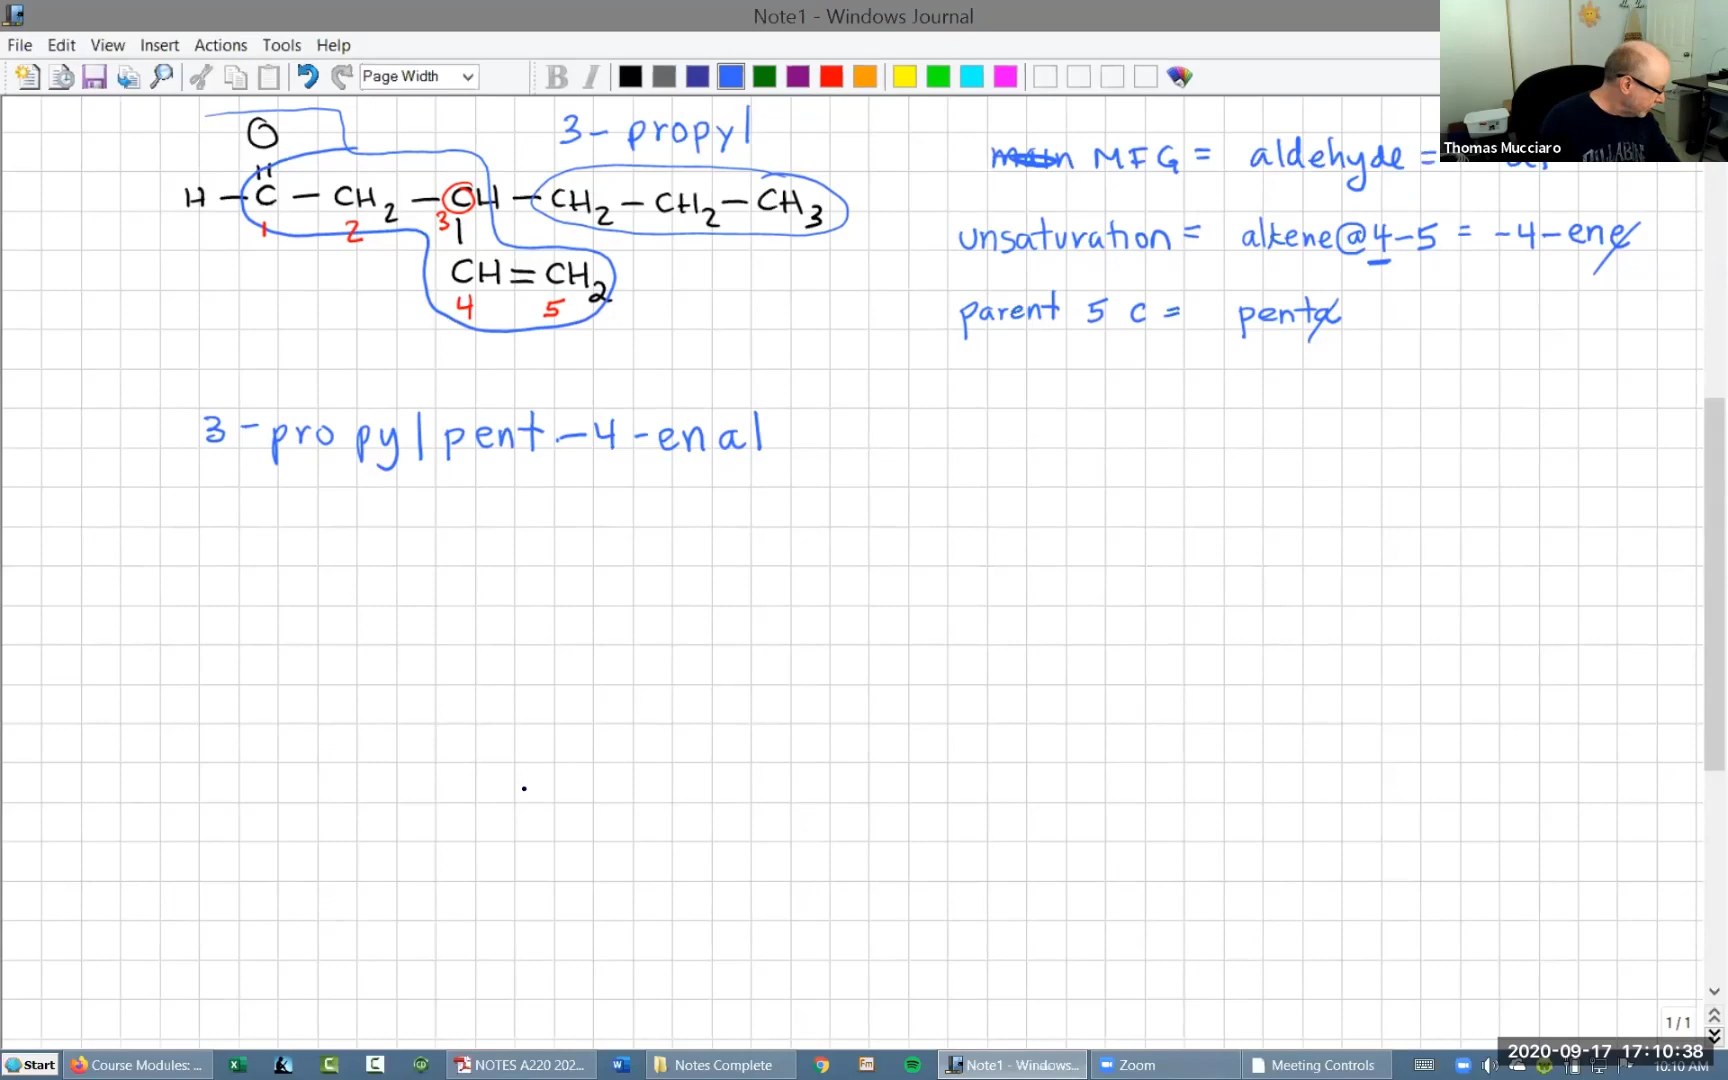 Note1 - Windows Journal
File Edit View Insert Actions Tools Help
Page Width
B I
Thomas Mucciaro
O
H - C - CH2 - CH - CH2 - CH2 - CH3
1 2 3
CH = CH2
4 5
3- propyl
MFG = aldehyde =
unsaturation = alkene@4-5 = -4-ene
parent 5 C = penta
3-propylpent-4-enal
1 / 1
Start
Course Modules: ...
NOTES A220 202...
Notes Complete
Note1 - Windows...
Zoom
Meeting Controls
2020-09-17 17:10:38
10:10 AM